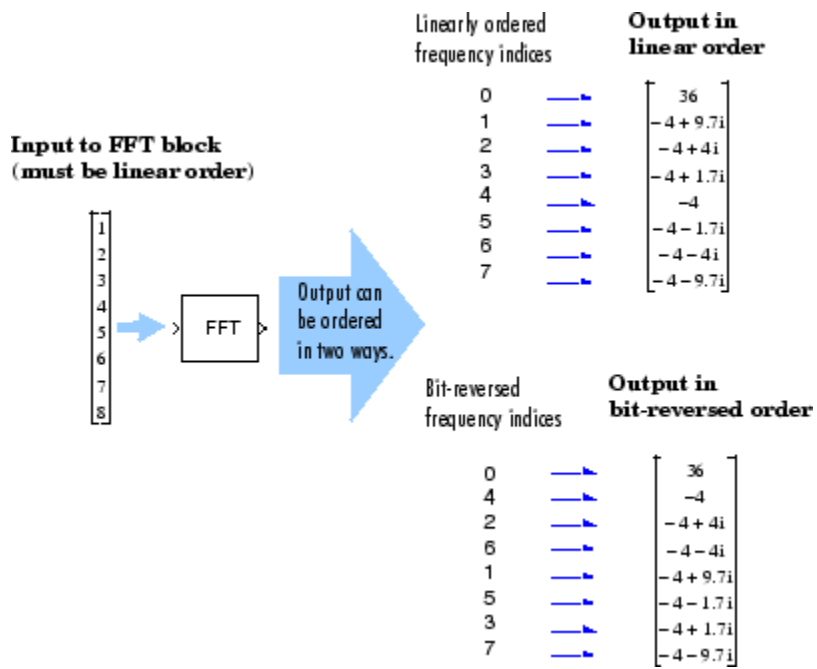 Input to FFT block
(must be linear order)
1
2
3
4
5
6
7
8
FFT
Output can
be ordered
in two ways.
Linearly ordered
frequency indices
0
1
2
3
4
5
6
7
Output in
linear order
36
-4 + 9.7i
-4 + 4i
-4 + 1.7i
-4
-4 - 1.7i
-4 - 4i
-4 - 9.7i
Bit-reversed
frequency indices
0
4
2
6
1
5
3
7
Output in
bit-reversed order
36
-4
-4 + 4i
-4 - 4i
-4 + 9.7i
-4 - 1.7i
-4 + 1.7i
-4 - 9.7i